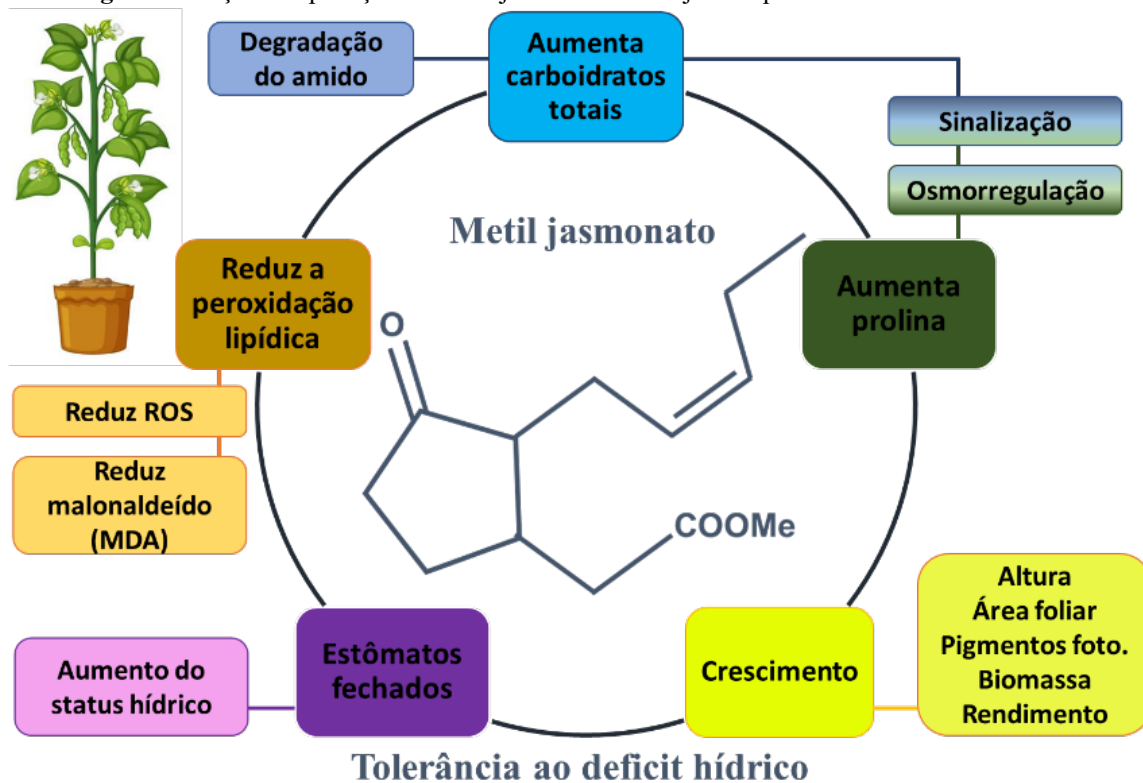 Degradação
do amido
Aumenta
carboidratos
totais
Sinalização
Osmorregulação
Metil jasmonato
Reduz a
peroxidação
lipídica
Aumenta
prolina
O
Reduz ROS
Reduz
malonaldeído
(MDA)
COOMe
Altura
Área foliar
Pigmentos foto.
Biomassa
Rendimento
Estômatos
fechados
Crescimento
Aumento do
status hídrico
Tolerância ao deficit hídrico